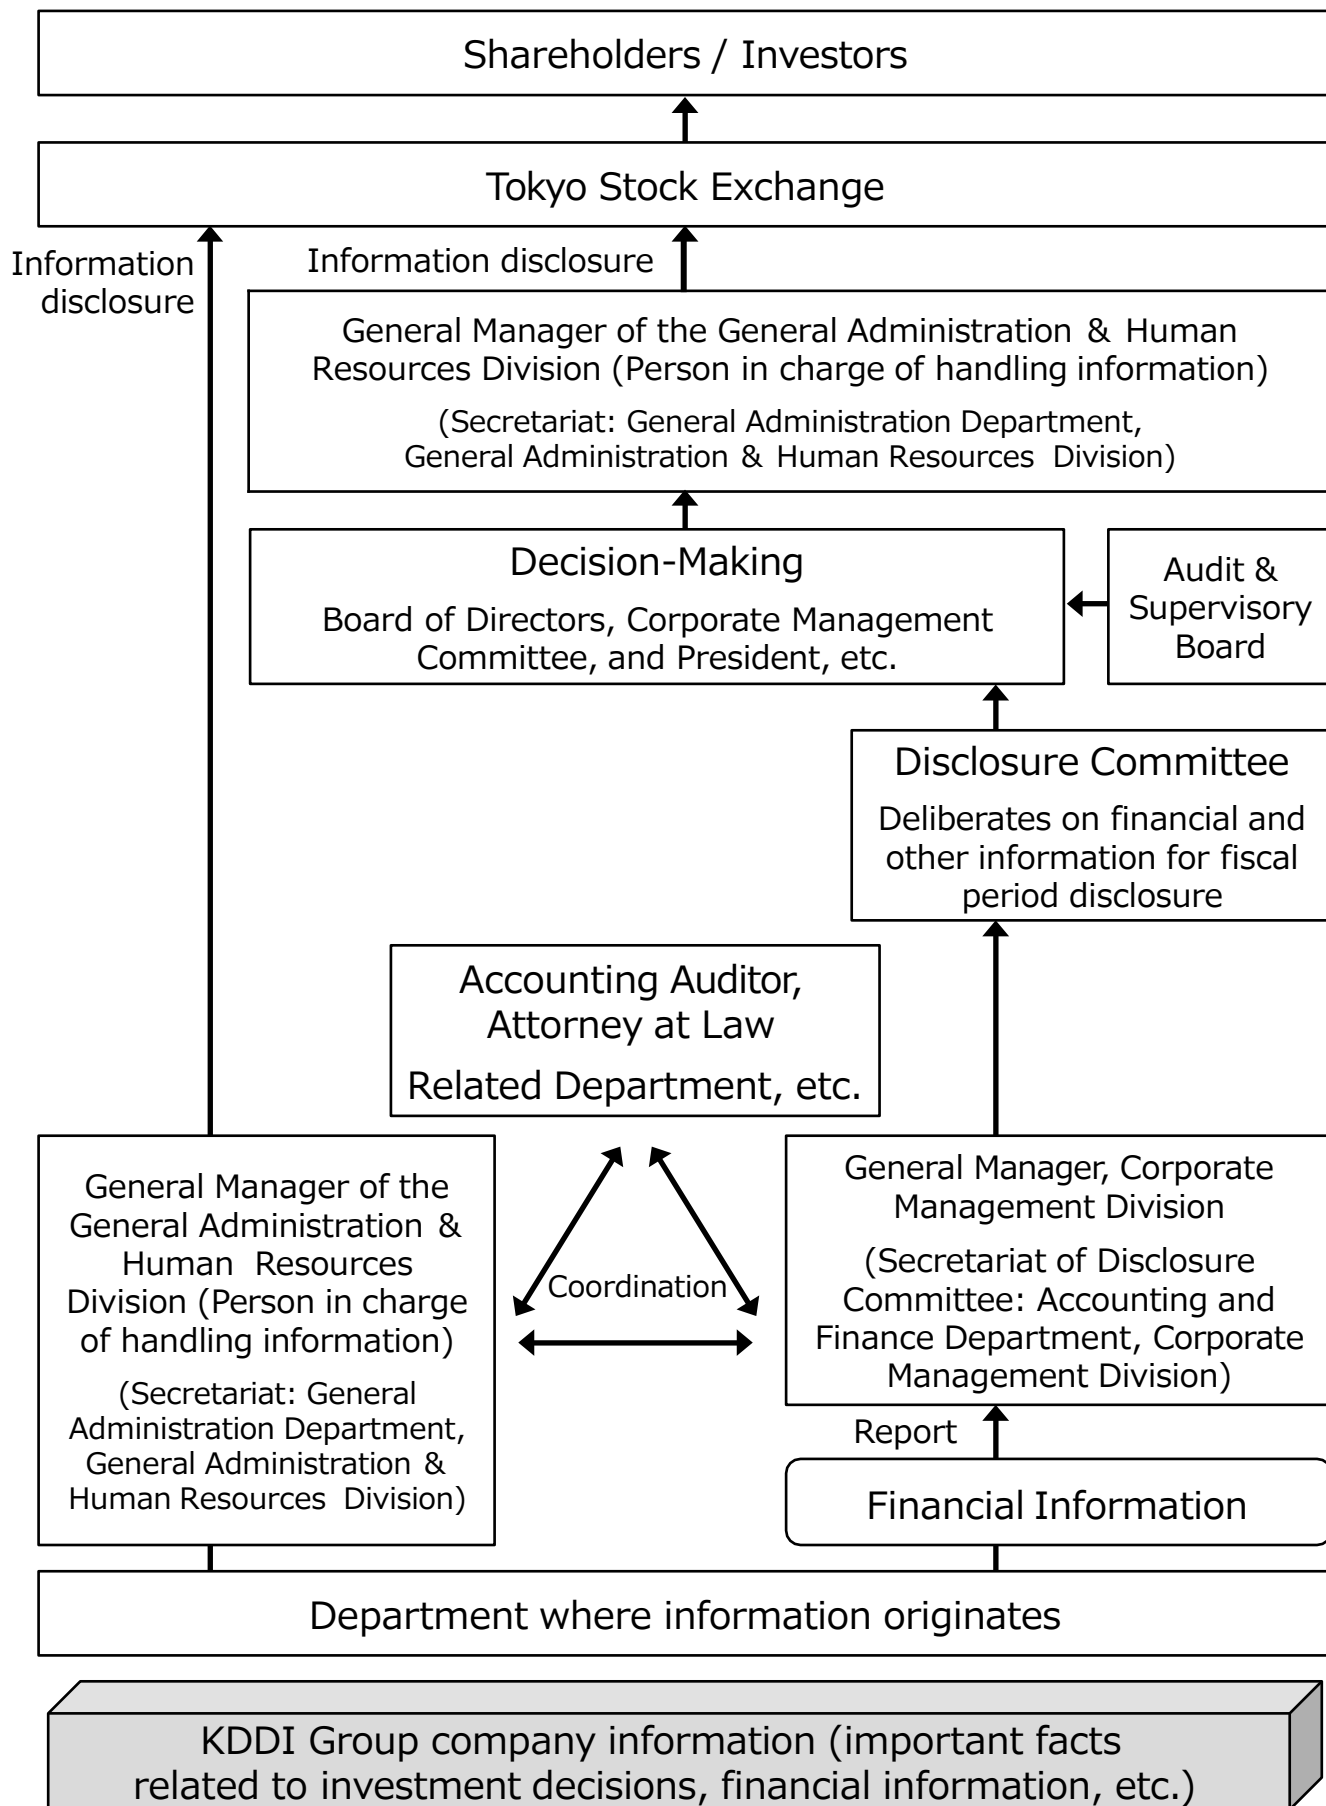 Shareholders / Investors
Tokyo Stock Exchange
Information
disclosure
Information disclosure
General Manager of the General Administration & Human
Resources Division (Person in charge of handling information)
(Secretariat: General Administration Department,
General Administration & Human Resources Division)
Decision-Making
Board of Directors, Corporate Management
Committee, and President, etc.
Audit &
Supervisory
Board
Disclosure Committee
Deliberates on financial and
other information for fiscal
period disclosure
Accounting Auditor,
Attorney at Law
Related Department, etc.
General Manager of the
General Administration &
Human Resources
Division (Person in charge
of handling information)
(Secretariat: General
Administration Department,
General Administration &
Human Resources Division)
Coordination
General Manager, Corporate
Management Division
(Secretariat of Disclosure
Committee: Accounting and
Finance Department, Corporate
Management Division)
Report
Financial Information
Department where information originates
KDDI Group company information (important facts
related to investment decisions, financial information, etc.)